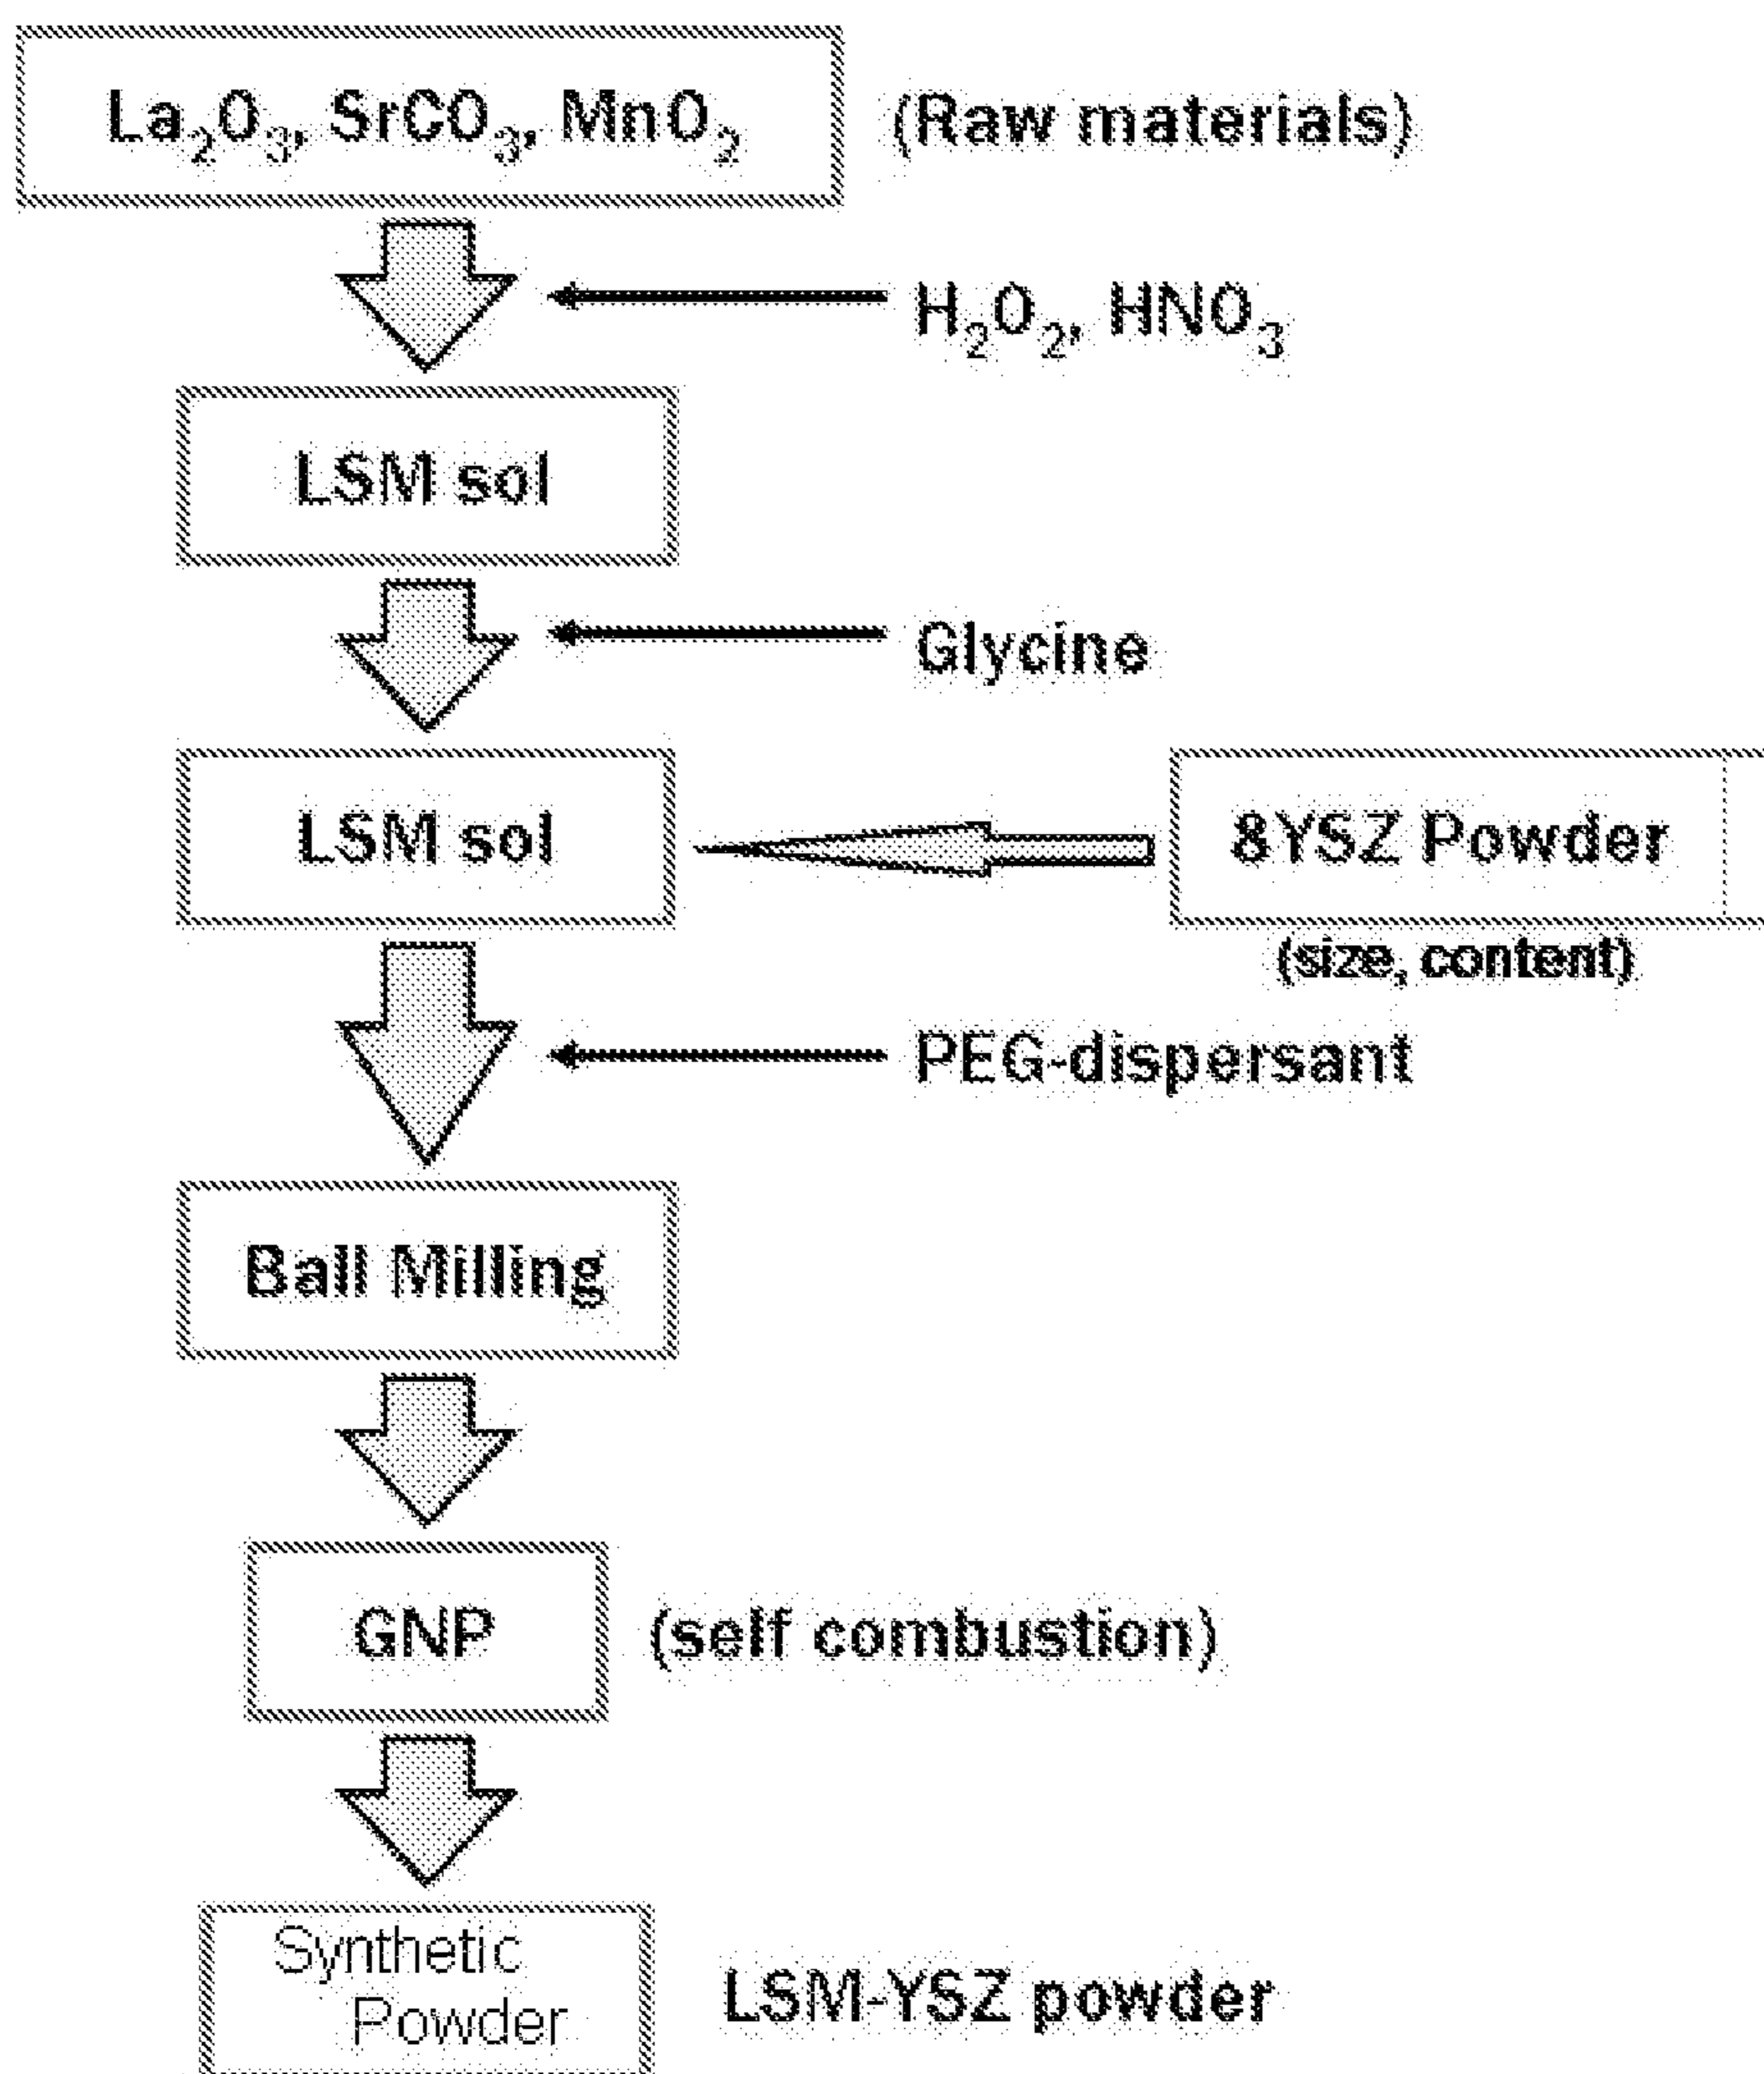 La₂O₃, SrCO₃, MnO₂ (Raw materials)
H₂O₂, HNO₃
LSM sol
Glycine
LSM sol
8YSZ Powder
(size, content)
PEG-dispersant
Ball Milling
GNP (self combustion)
Synthetic
Powder
LSM-YSZ powder